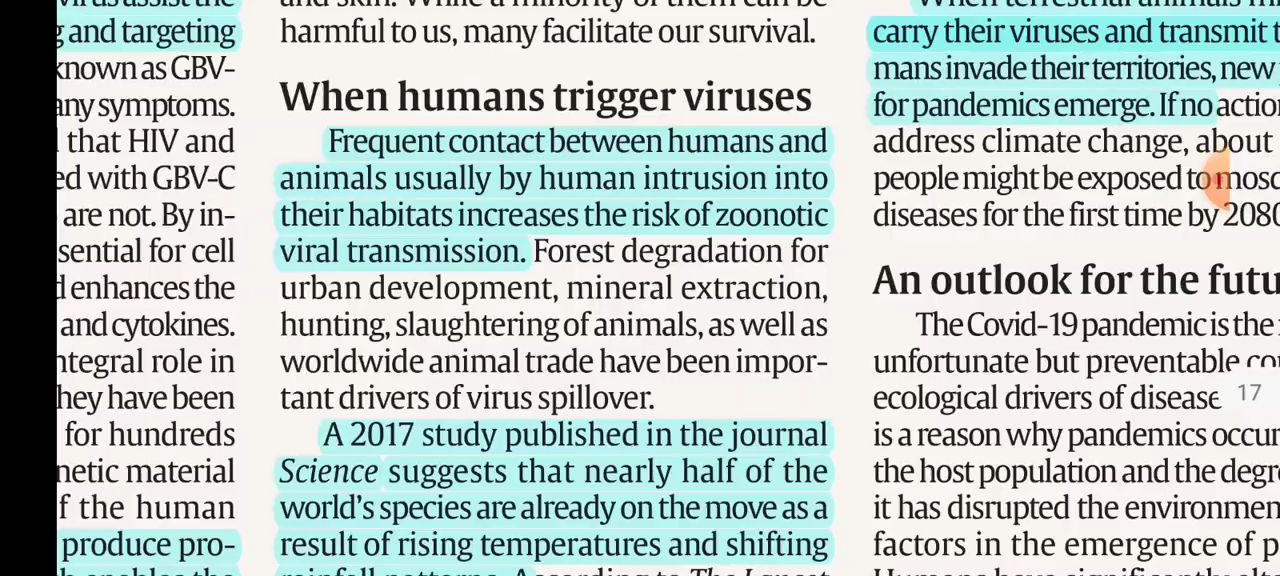 g and targeting
known as GBV-
any symptoms.
that HIV and
ed with GBV-C
are not. By in-
sential for cell
d enhances the
and cytokines.
ntegral role in
they have been
for hundreds
netic material
f the human
produce pro-
harmful to us, many facilitate our survival.
When humans trigger viruses
Frequent contact between humans and
animals usually by human intrusion into
their habitats increases the risk of zoonotic
viral transmission. Forest degradation for
urban development, mineral extraction,
hunting, slaughtering of animals, as well as
worldwide animal trade have been impor-
tant drivers of virus spillover.
A 2017 study published in the journal
Science suggests that nearly half of the
world's species are already on the move as a
result of rising temperatures and shifting
rainfall patterns. According to The Lancet
carry their viruses and transmit
mans invade their territories, new
for pandemics emerge. If no action
address climate change, about
people might be exposed to mosq
diseases for the first time by 2080
An outlook for the futu
The Covid-19 pandemic is the
unfortunate but preventable
ecological drivers of disease
17
is a reason why pandemics occur
the host population and the degr
it has disrupted the environmen
factors in the emergence of p